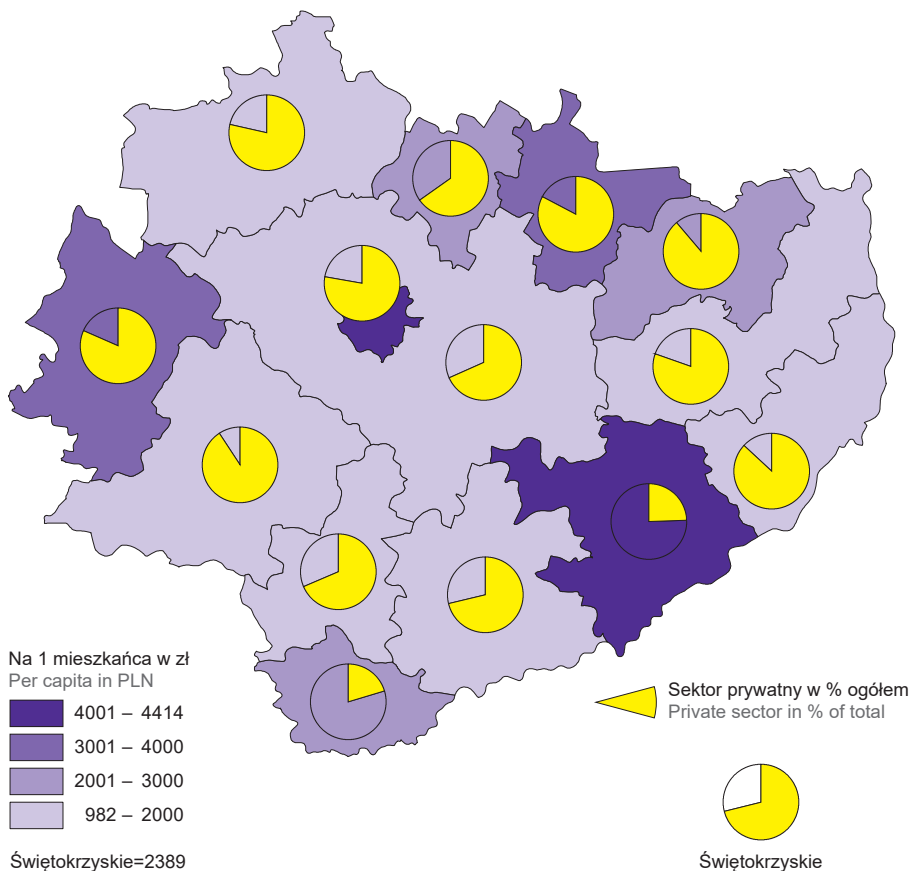 Na 1 mieszkańca w zł
Per capita in PLN
4001 – 4414
3001 – 4000
2001 – 3000
982 – 2000
Świętokrzyskie=2389
Sektor prywatny w % ogółem
Private sector in % of total
Świętokrzyskie